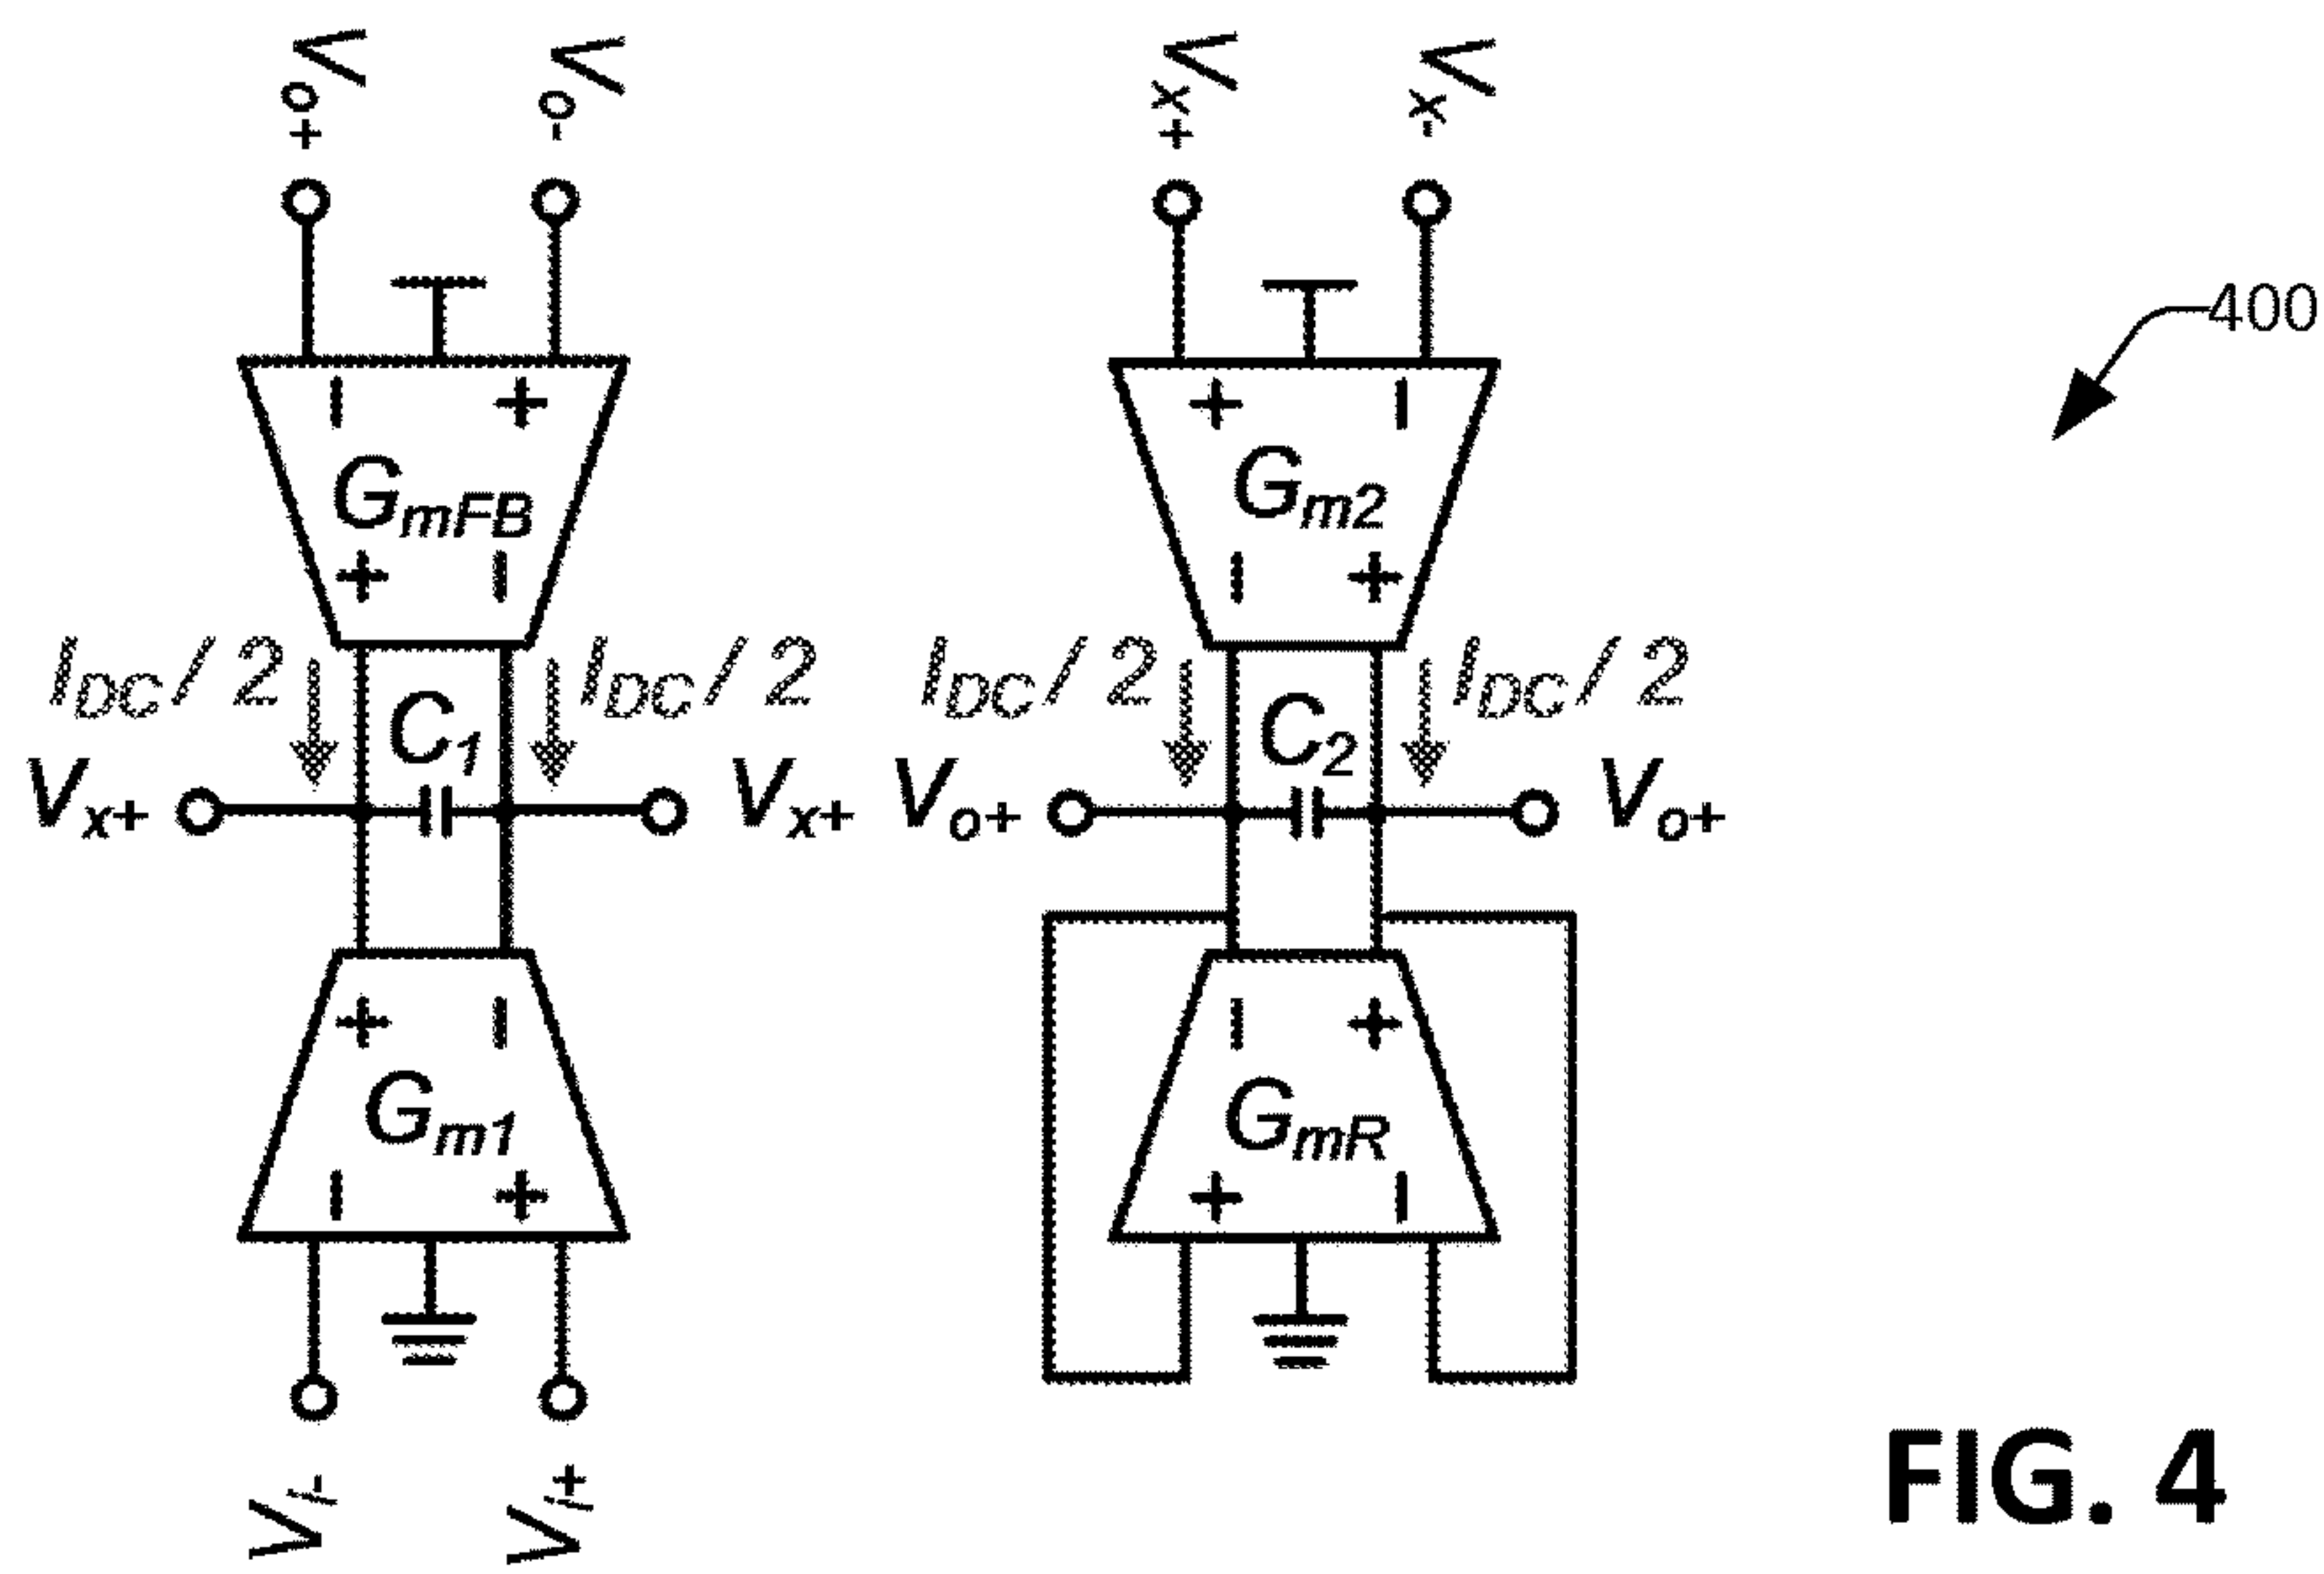 Vo+ Vo- Vx+ Vx-
400
− + + −
GmFB Gm2
+ − − +
IDC/2 IDC/2 IDC/2 IDC/2
C1 C2
Vx+ Vx+ Vo+ Vo+
+ − − +
Gm1 GmR
− + + −
Vi- Vi+
FIG. 4